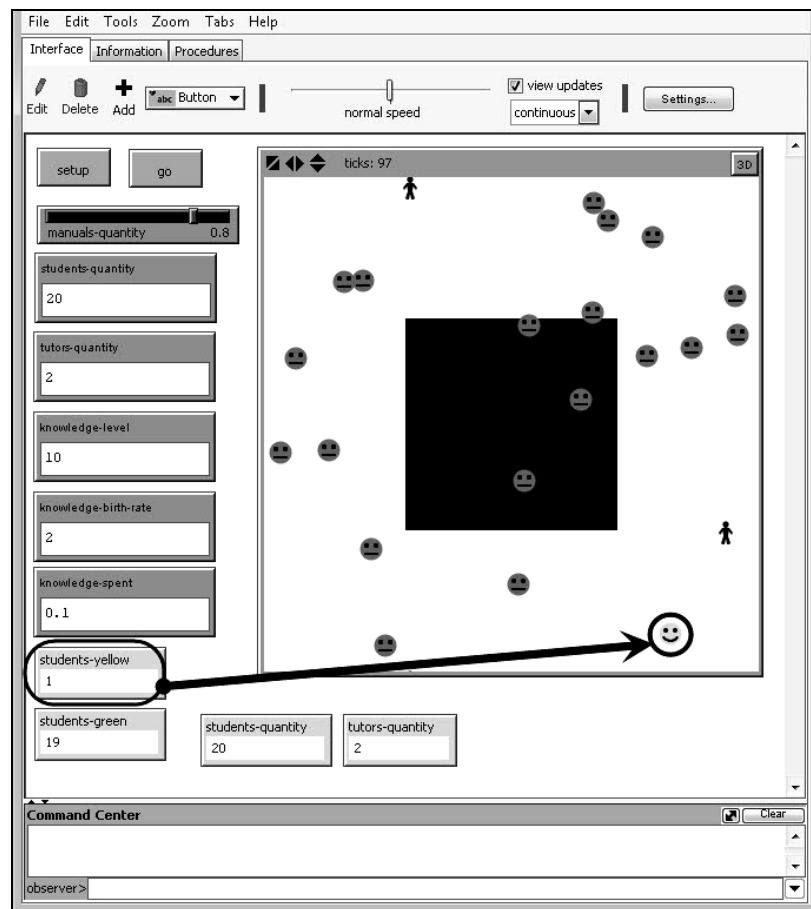 File Edit Tools Zoom Tabs Help
Interface Information Procedures
Edit Delete Add abc Button normal speed view updates continuous Settings...
setup go
ticks: 97 3D
manuals-quantity 0.8
students-quantity
20
tutors-quantity
2
knowledge-level
10
knowledge-birth-rate
2
knowledge-spent
0.1
students-yellow
1
students-green
19
students-quantity
20
tutors-quantity
2
Command Center Clear
observer>